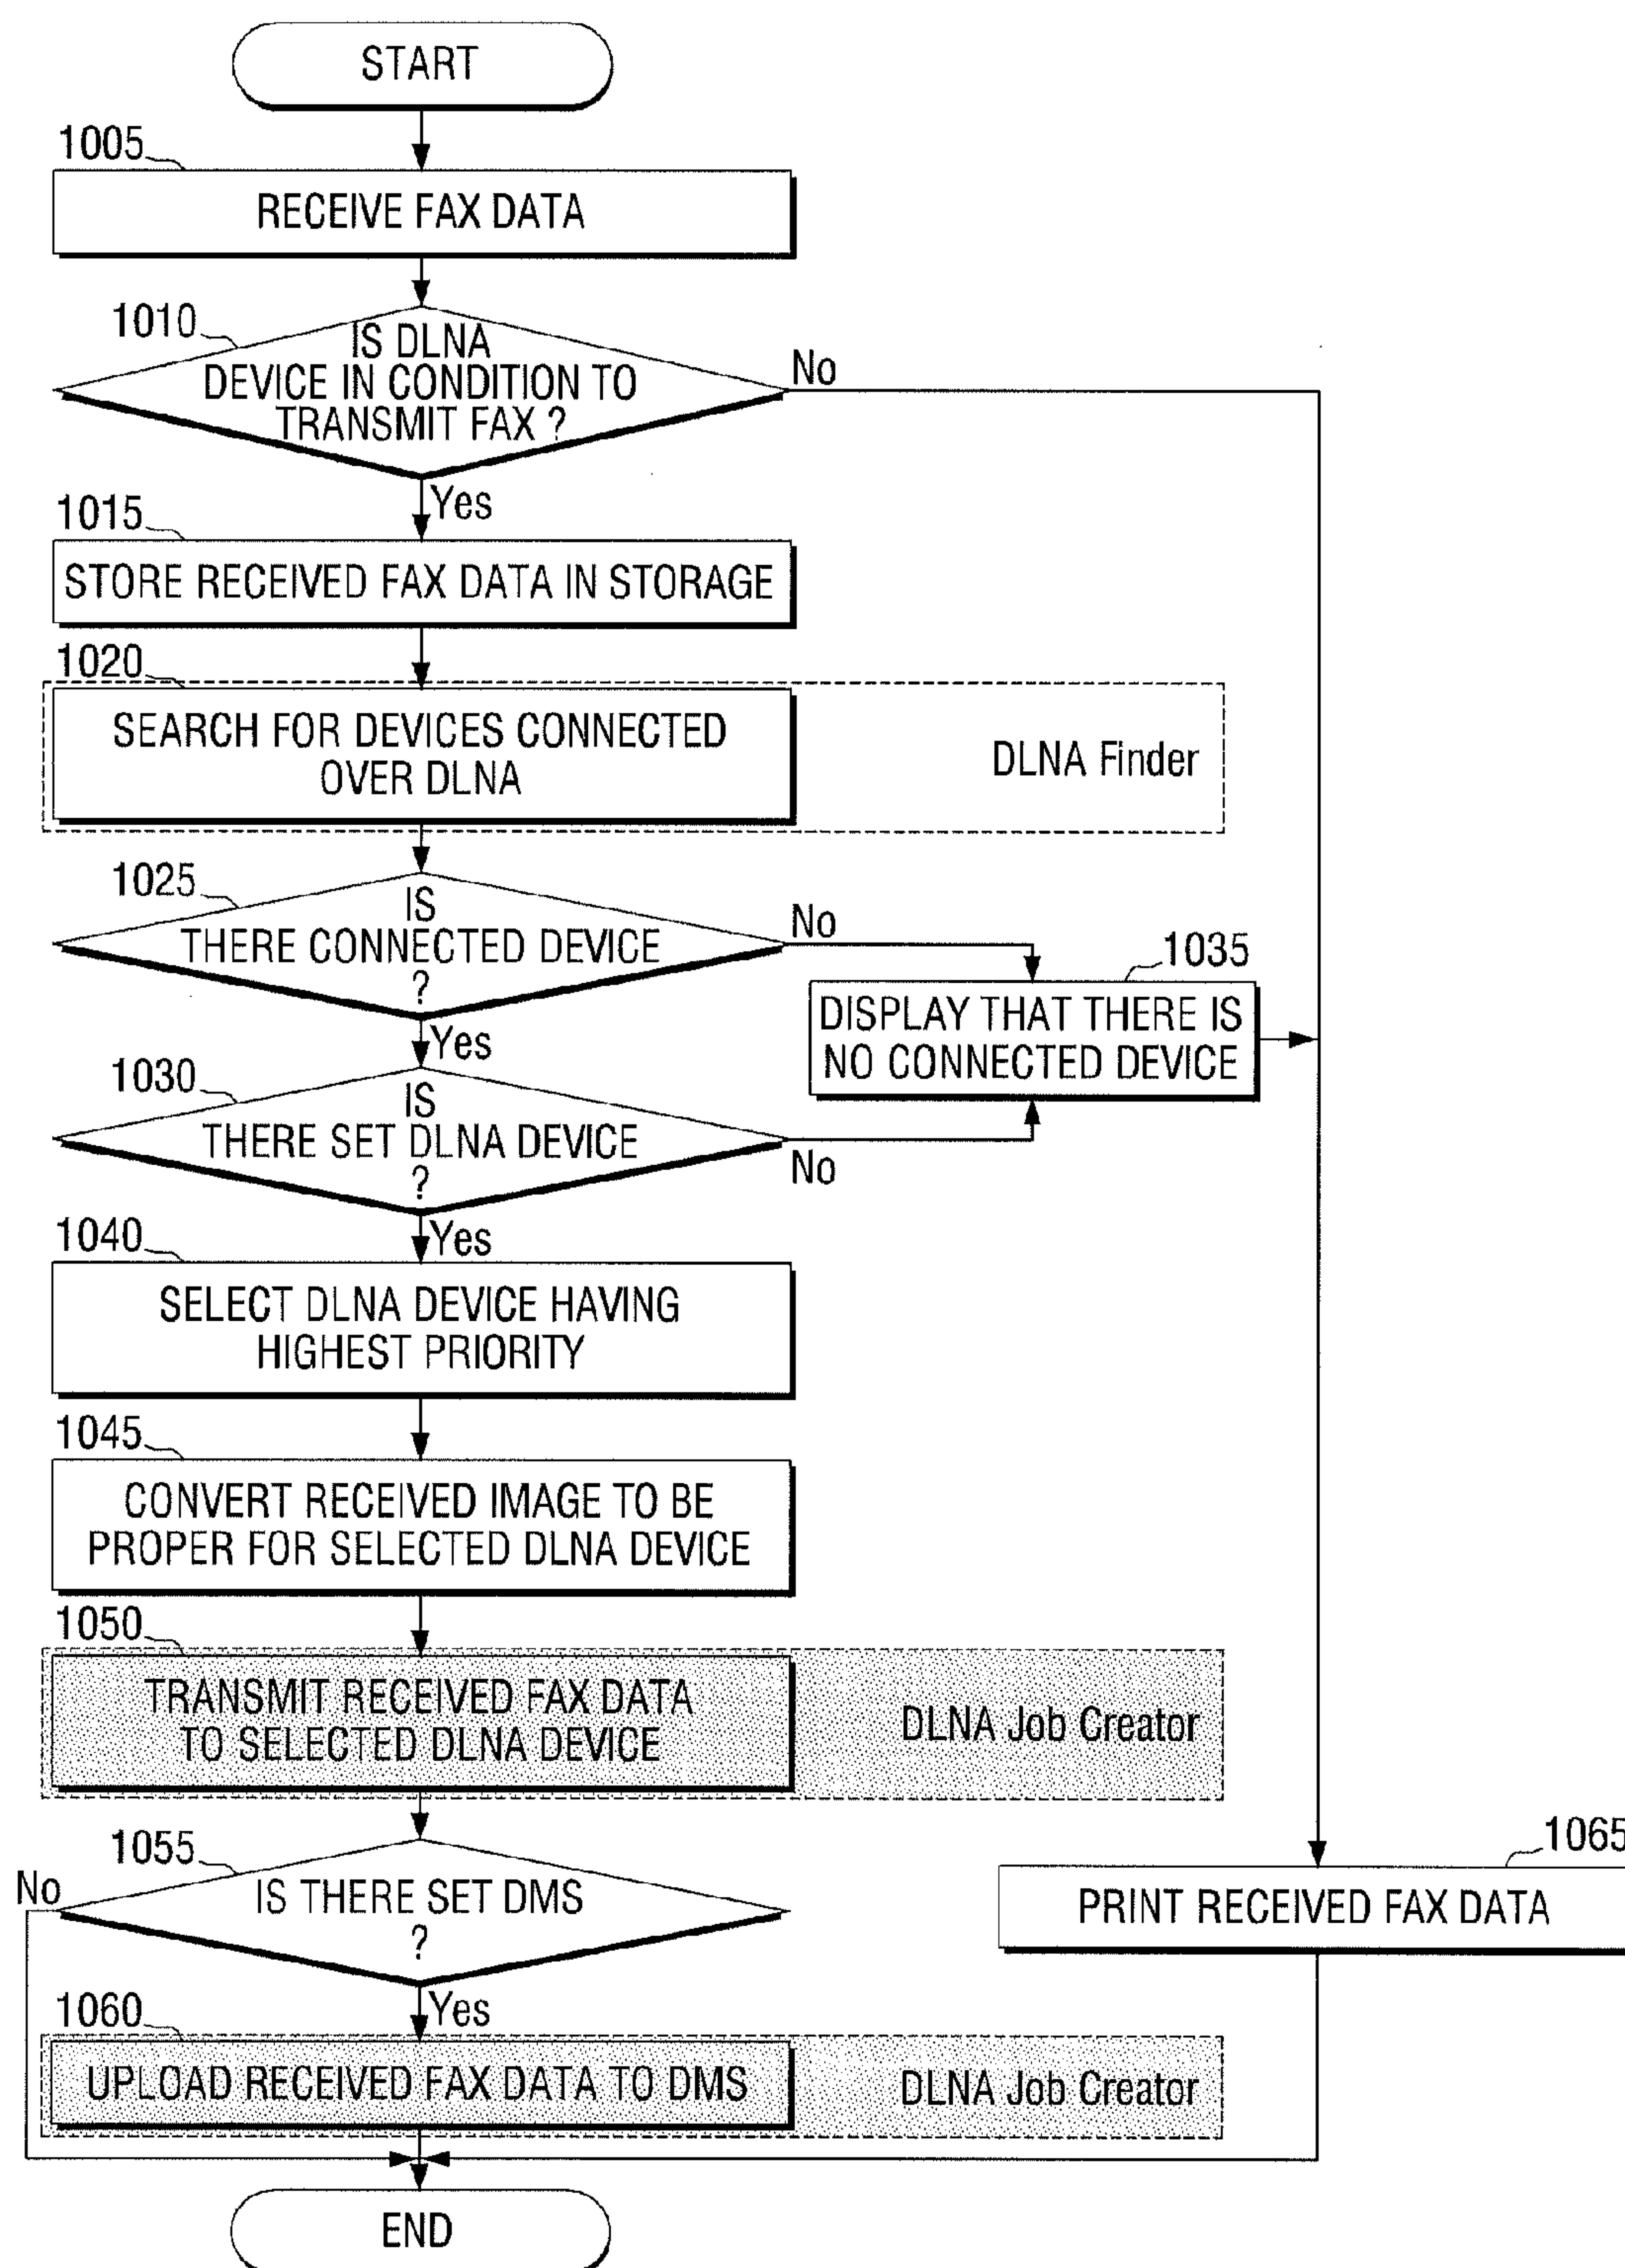 START
1005
RECEIVE FAX DATA
1010
IS DLNA
DEVICE IN CONDITION TO
TRANSMIT FAX ?
No
Yes
1015
STORE RECEIVED FAX DATA IN STORAGE
1020
SEARCH FOR DEVICES CONNECTED
OVER DLNA
DLNA Finder
1025
IS
THERE CONNECTED DEVICE
?
No
Yes
1035
DISPLAY THAT THERE IS
NO CONNECTED DEVICE
1030
IS
THERE SET DLNA DEVICE
?
No
Yes
1040
SELECT DLNA DEVICE HAVING
HIGHEST PRIORITY
1045
CONVERT RECEIVED IMAGE TO BE
PROPER FOR SELECTED DLNA DEVICE
1050
TRANSMIT RECEIVED FAX DATA
TO SELECTED DLNA DEVICE
DLNA Job Creator
1055
IS THERE SET DMS
?
No
Yes
1065
PRINT RECEIVED FAX DATA
1060
UPLOAD RECEIVED FAX DATA TO DMS
DLNA Job Creator
END